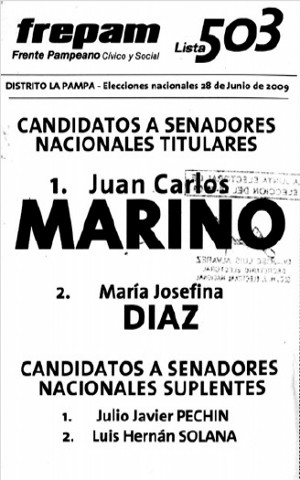 frepam
Frente Pampeano Cívico y Social
Lista 503
DISTRITO LA PAMPA - Elecciones nacionales 28 de Junio de 2009
CANDIDATOS A SENADORES
NACIONALES TITULARES
1. Juan Carlos
MARINO
2. María Josefina
DIAZ
CANDIDATOS A SENADORES
NACIONALES SUPLENTES
1. Julio Javier PECHIN
2. Luis Hernán SOLANA